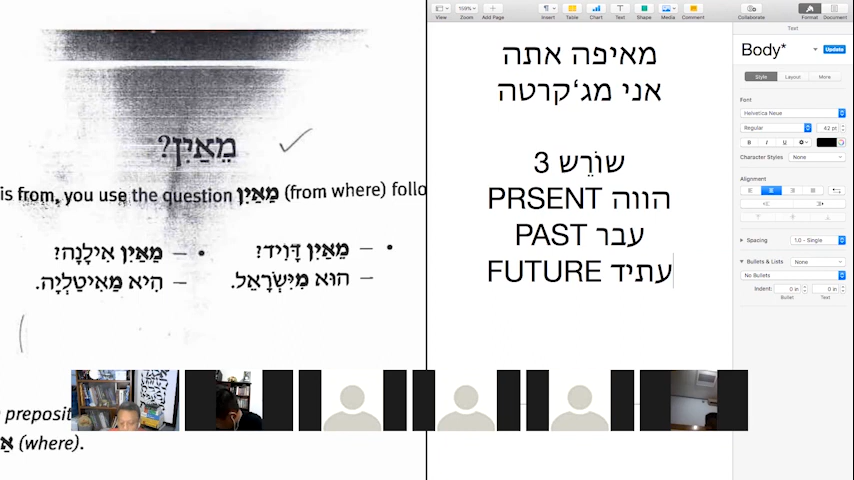 מֵאַיִן?
is from, you use the question מֵאַיִן (from where) follo
• – מֵאַיִן דָּוִיד?
– הוּא מִיִּשְׂרָאֵל.
• – מֵאַיִן אִילָנָה?
– הִיא מֵאִיטַלְיָה.
preposit
(where).
מאיפה אתה
אני מג'קרטה
שוֹרֵש 3
הווה PRSENT
עבר PAST
עתיד FUTURE
View
159%
Zoom
Add Page
Insert
Table
Chart
Text
Shape
Media
Comment
Collaborate
Format
Document
Text
Body*
Update
Style
Layout
More
Font
Helvetica Neue
Regular
42 pt
B I U
Character Styles
None
Alignment
Spacing
1.0 - Single
Bullets & Lists
None
No Bullets
Indent:
0 in
0 in
Bullet
Text